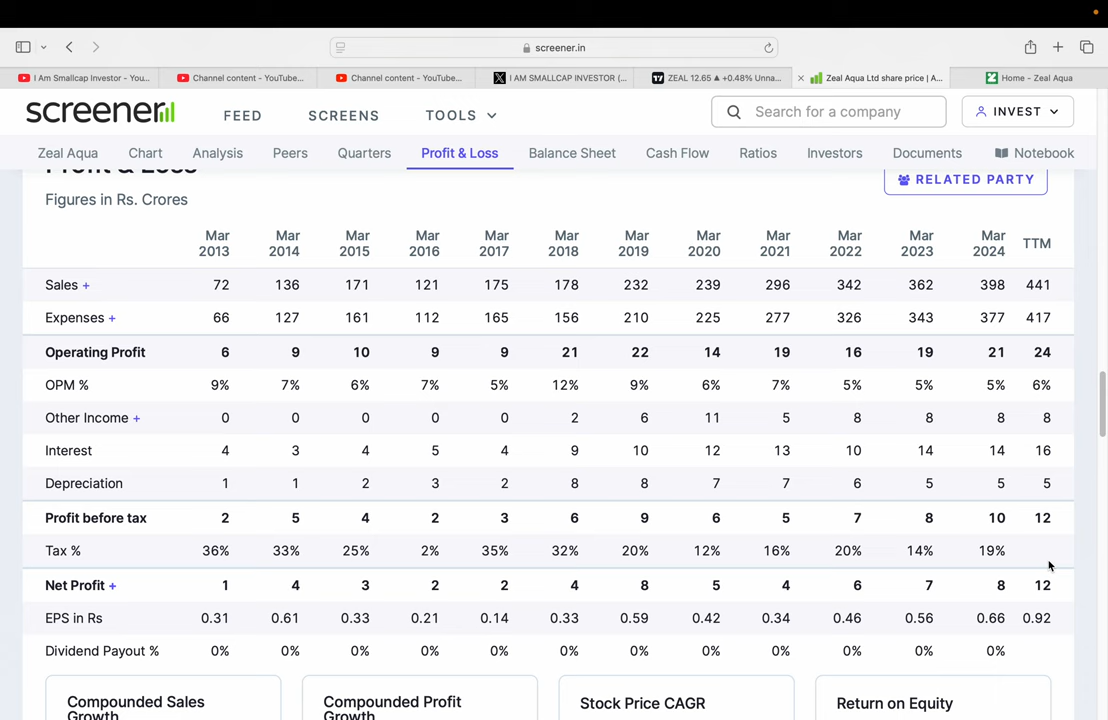 screener.in
I Am Smallcap Investor - You...
Channel content - YouTube...
Channel content - YouTube...
I AM SMALLCAP INVESTOR (...
ZEAL 12.65 ▲ +0.48% Unna...
Zeal Aqua Ltd share price | A...
Home - Zeal Aqua
screener
FEED SCREENS TOOLS
Search for a company
INVEST
Zeal Aqua Chart Analysis Peers Quarters Profit & Loss Balance Sheet Cash Flow Ratios Investors Documents Notebook
Profit & Loss
RELATED PARTY
Figures in Rs. Crores
Mar 2013 Mar 2014 Mar 2015 Mar 2016 Mar 2017 Mar 2018 Mar 2019 Mar 2020 Mar 2021 Mar 2022 Mar 2023 Mar 2024 TTM
Sales + 72 136 171 121 175 178 232 239 296 342 362 398 441
Expenses + 66 127 161 112 165 156 210 225 277 326 343 377 417
Operating Profit 6 9 10 9 9 21 22 14 19 16 19 21 24
OPM % 9% 7% 6% 7% 5% 12% 9% 6% 7% 5% 5% 5% 6%
Other Income + 0 0 0 0 0 2 6 11 5 8 8 8 8
Interest 4 3 4 5 4 9 10 12 13 10 14 14 16
Depreciation 1 1 2 3 2 8 8 7 7 6 5 5 5
Profit before tax 2 5 4 2 3 6 9 6 5 7 8 10 12
Tax % 36% 33% 25% 2% 35% 32% 20% 12% 16% 20% 14% 19%
Net Profit + 1 4 3 2 2 4 8 5 4 6 7 8 12
EPS in Rs 0.31 0.61 0.33 0.21 0.14 0.33 0.59 0.42 0.34 0.46 0.56 0.66 0.92
Dividend Payout % 0% 0% 0% 0% 0% 0% 0% 0% 0% 0% 0% 0%
Compounded Sales Growth
Compounded Profit Growth
Stock Price CAGR
Return on Equity